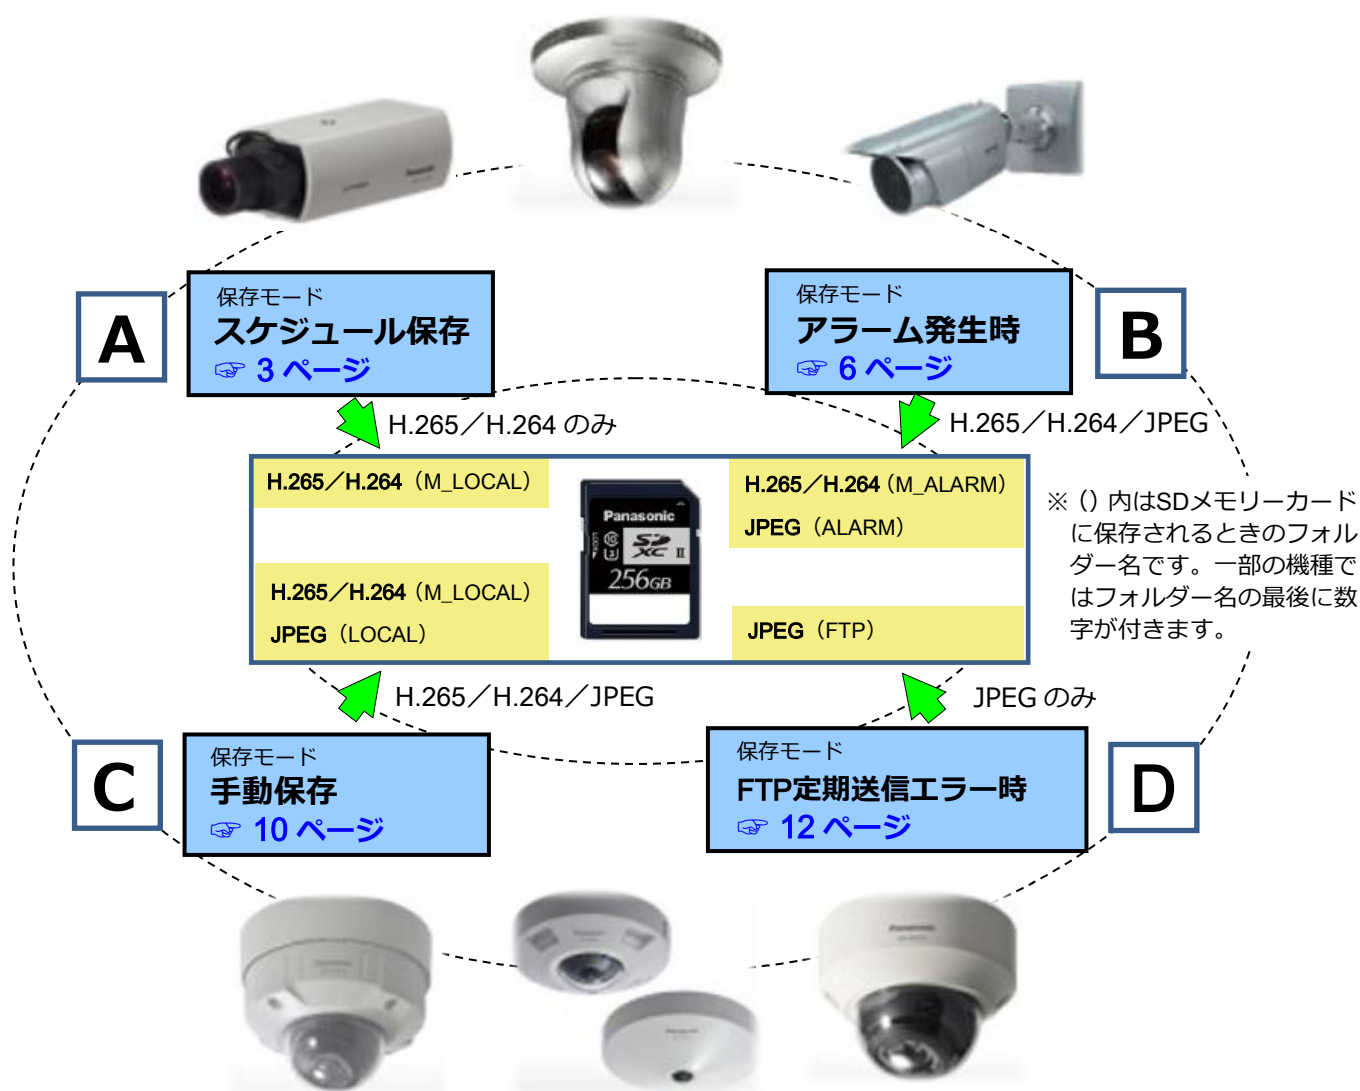 A
保存モード
スケジュール保存
☞ 3 ページ
保存モード
アラーム発生時
☞ 6 ページ
B
H.265／H.264 のみ
H.265／H.264／JPEG
H.265／H.264（M_LOCAL）
H.265／H.264（M_ALARM）
JPEG（ALARM）
Panasonic
SDXC II
256GB
H.265／H.264（M_LOCAL）
JPEG（LOCAL）
JPEG（FTP）
※（）内はSDメモリーカード
に保存されるときのフォル
ダー名です。一部の機種で
はフォルダー名の最後に数
字が付きます。
H.265／H.264／JPEG
JPEG のみ
C
保存モード
手動保存
☞ 10 ページ
保存モード
FTP定期送信エラー時
☞ 12 ページ
D